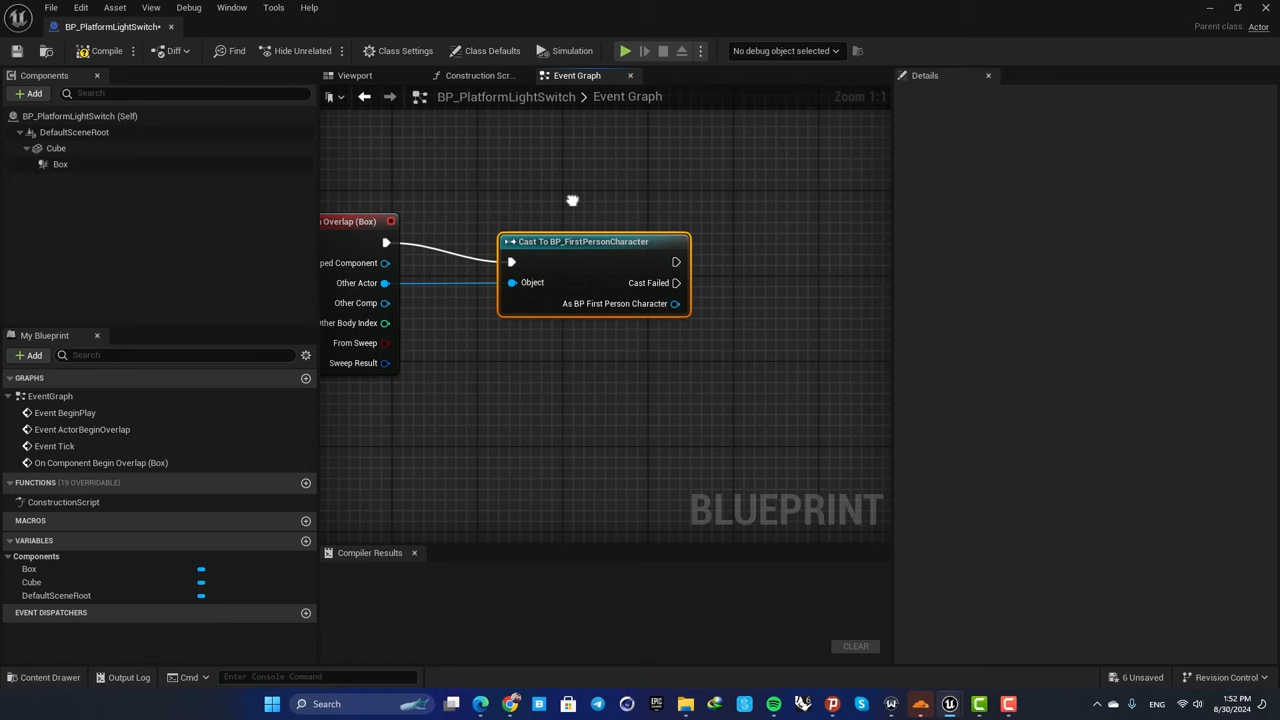 File Edit Asset View Debug Window Tools Help
BP_PlatformLightSwitch*
Parent class: Actor
Compile Diff Find Hide Unrelated Class Settings Class Defaults Simulation No debug object selected
Components
Viewport Construction Scr... Event Graph Details
Add Search
BP_PlatformLightSwitch > Event Graph Zoom 1:1
BP_PlatformLightSwitch (Self)
DefaultSceneRoot
Cube
Box
n Overlap (Box)
ped Component
Other Actor
Other Comp
Other Body Index
From Sweep
Sweep Result
Cast To BP_FirstPersonCharacter
Object Cast Failed
As BP First Person Character
My Blueprint
Add Search
GRAPHS
EventGraph
Event BeginPlay
Event ActorBeginOverlap
Event Tick
On Component Begin Overlap (Box)
FUNCTIONS (19 OVERRIDABLE)
ConstructionScript
MACROS
VARIABLES
Components
Box
Cube
DefaultSceneRoot
EVENT DISPATCHERS
BLUEPRINT
Compiler Results
CLEAR
Content Drawer Output Log Cmd Enter Console Command 6 Unsaved Revision Control
Search
1:52 PM
8/30/2024